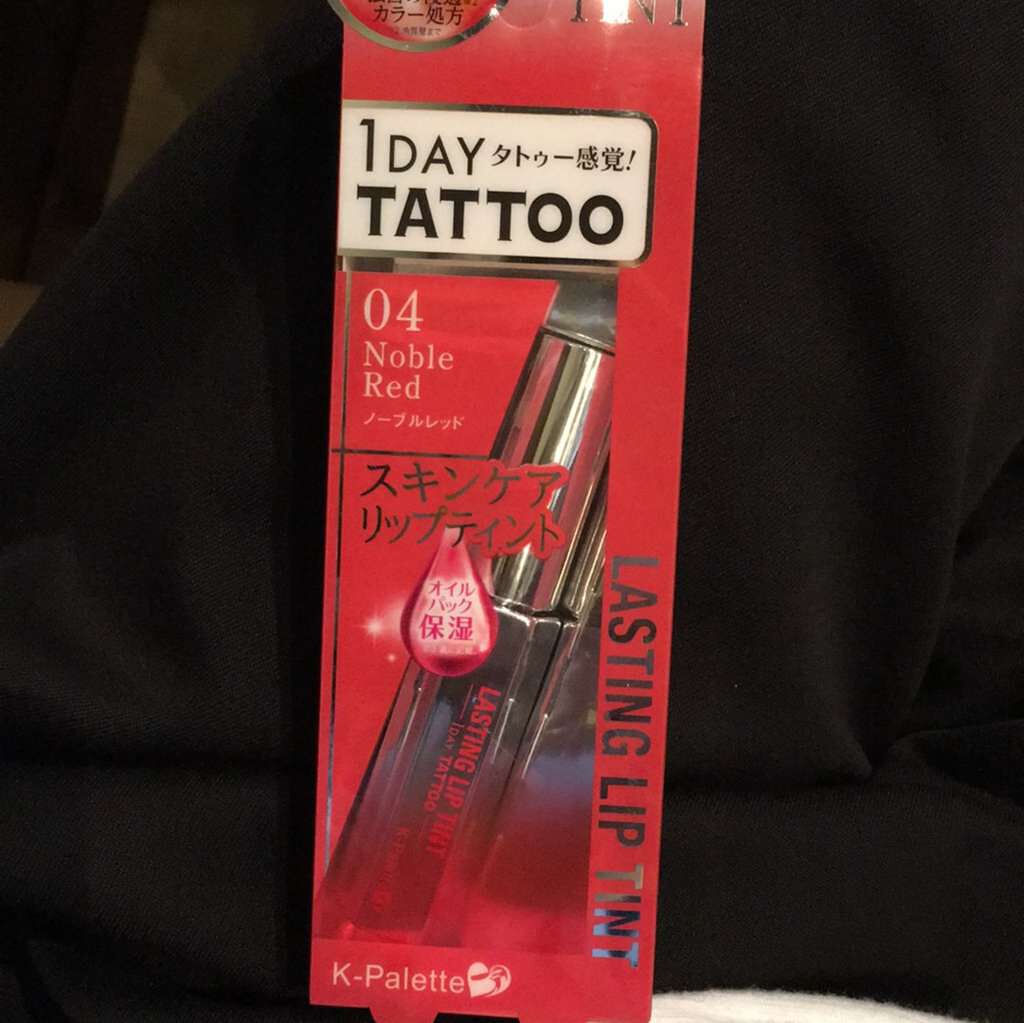 カラー処方
TINT
1DAY タトゥー感覚!
TATTOO
04
Noble
Red
ノーブルレッド
スキンケア
リップティント
オイル
パック
保湿
LASTING LIP TINT
1DAY TATTOO
K-Palette
LASTING LIP TINT
K-Palette